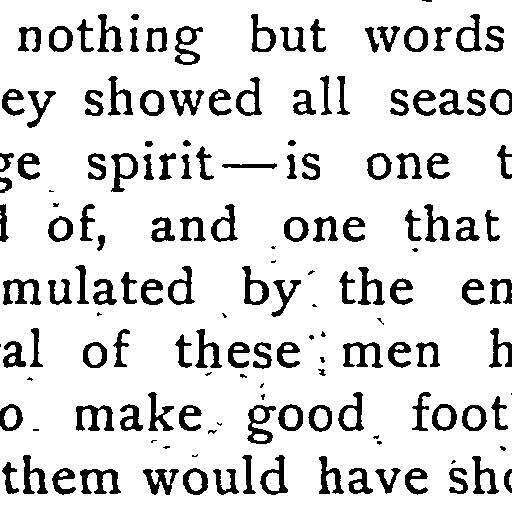 nothing but words
ey showed all seaso
ge spirit—is one t
d of, and one that
mulated by the en
al of these men h
o make good foot
them would have sho